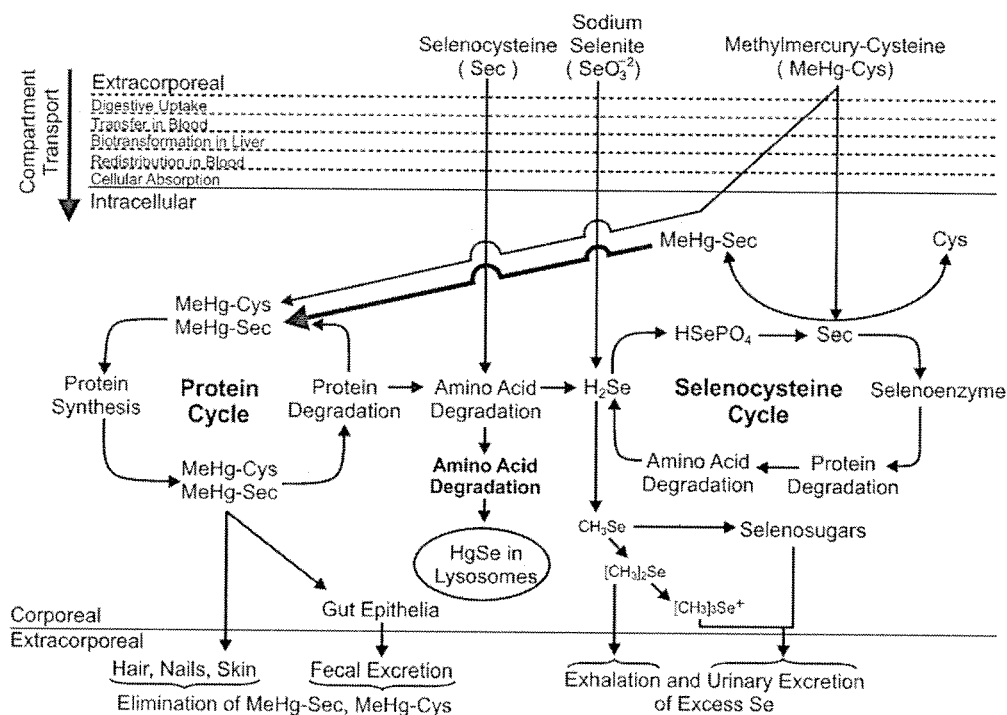 Selenocysteine
( Sec )
Sodium
Selenite
( SeO₃⁻² )
Methylmercury-Cysteine
( MeHg-Cys )
Compartment
Transport
Extracorporeal
Digestive Uptake
Transfer in Blood
Biotransformation in Liver
Redistribution in Blood
Cellular Absorption
Intracellular
MeHg-Sec
Cys
MeHg-Cys
MeHg-Sec
HSePO₄
Sec
Protein
Synthesis
Protein
Cycle
Protein
Degradation
Amino Acid
Degradation
H₂Se
Selenocysteine
Cycle
Selenoenzyme
MeHg-Cys
MeHg-Sec
Amino Acid
Degradation
Amino Acid
Degradation
Protein
Degradation
HgSe in
Lysosomes
CH₃Se
Selenosugars
[CH₃]₂Se
[CH₃]₃Se⁺
Gut Epithelia
Corporeal
Extracorporeal
Hair, Nails, Skin
Fecal Excretion
Elimination of MeHg-Sec, MeHg-Cys
Exhalation and Urinary Excretion
of Excess Se